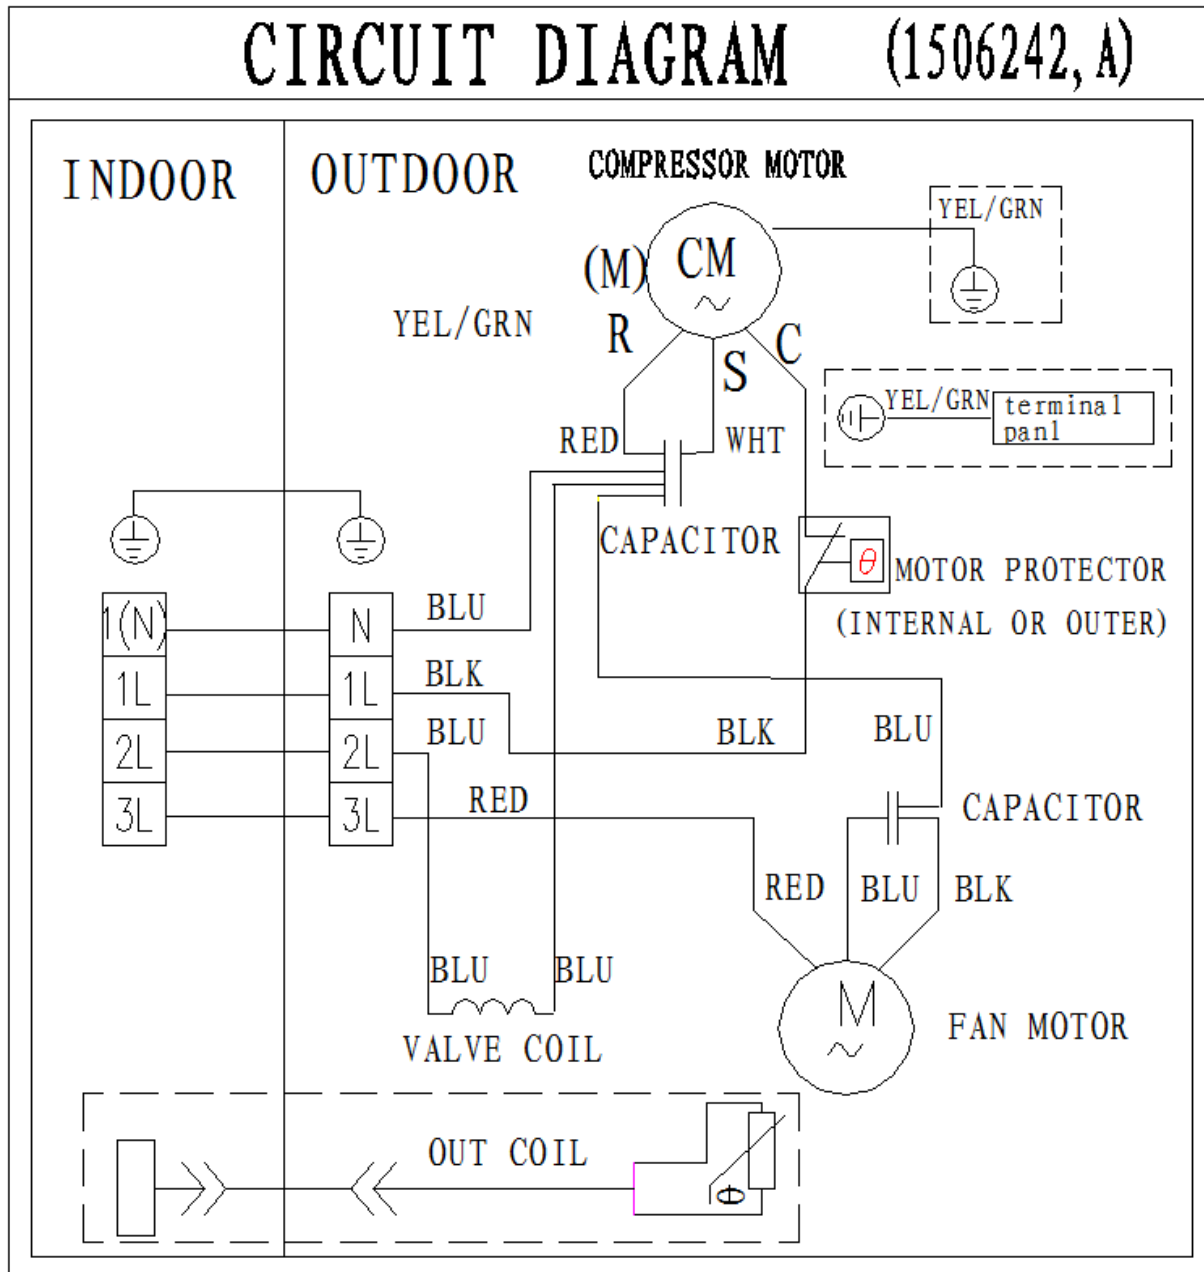 CIRCUIT DIAGRAM (1506242,A)
INDOOR
OUTDOOR
COMPRESSOR MOTOR
YEL/GRN
CM
(M)
YEL/GRN
R
S
C
YEL/GRN
terminal
panl
RED
WHT
CAPACITOR
θ
MOTOR PROTECTOR
(INTERNAL OR OUTER)
1(N)
N
BLU
1L
1L
BLK
2L
2L
BLU
BLK
BLU
3L
3L
RED
CAPACITOR
RED
BLU
BLK
BLU
BLU
M
FAN MOTOR
VALVE COIL
OUT COIL
θ